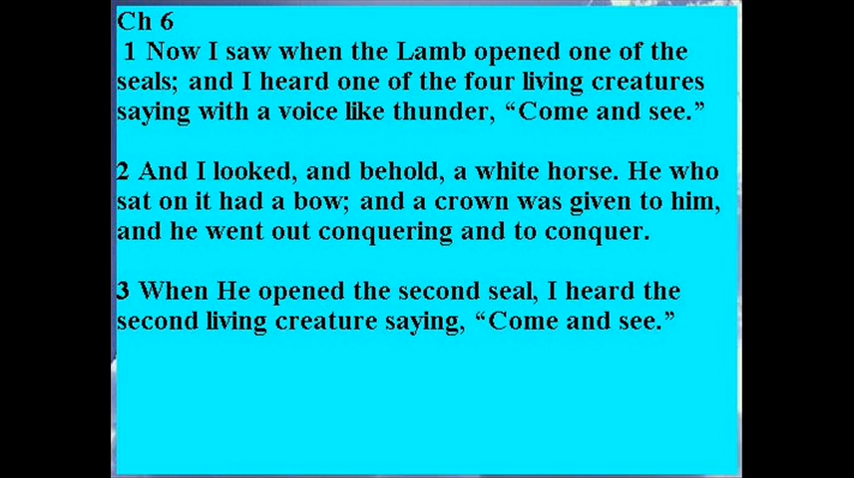 Ch 6
1 Now I saw when the Lamb opened one of the
seals; and I heard one of the four living creatures
saying with a voice like thunder, “Come and see.”
2 And I looked, and behold, a white horse. He who
sat on it had a bow; and a crown was given to him,
and he went out conquering and to conquer.
3 When He opened the second seal, I heard the
second living creature saying, “Come and see.”